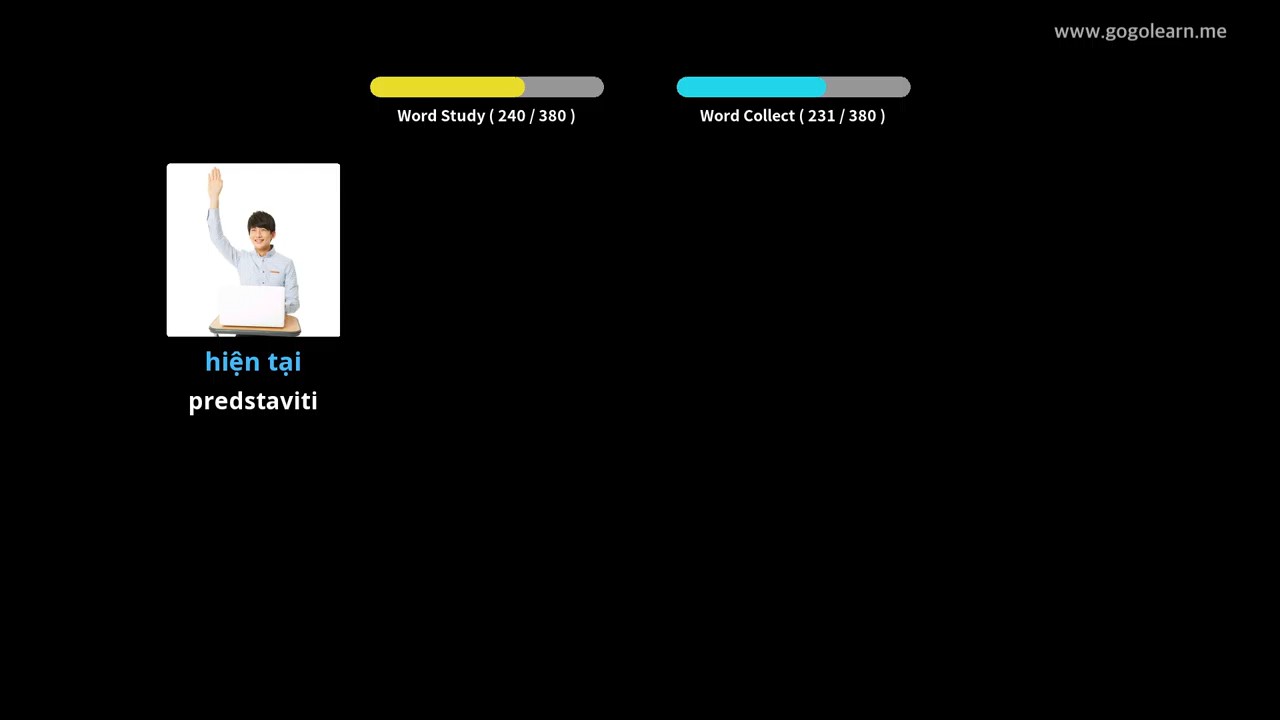 www.gogolearn.me
Word Study ( 240 / 380 )
Word Collect ( 231 / 380 )
hiện tại
predstaviti